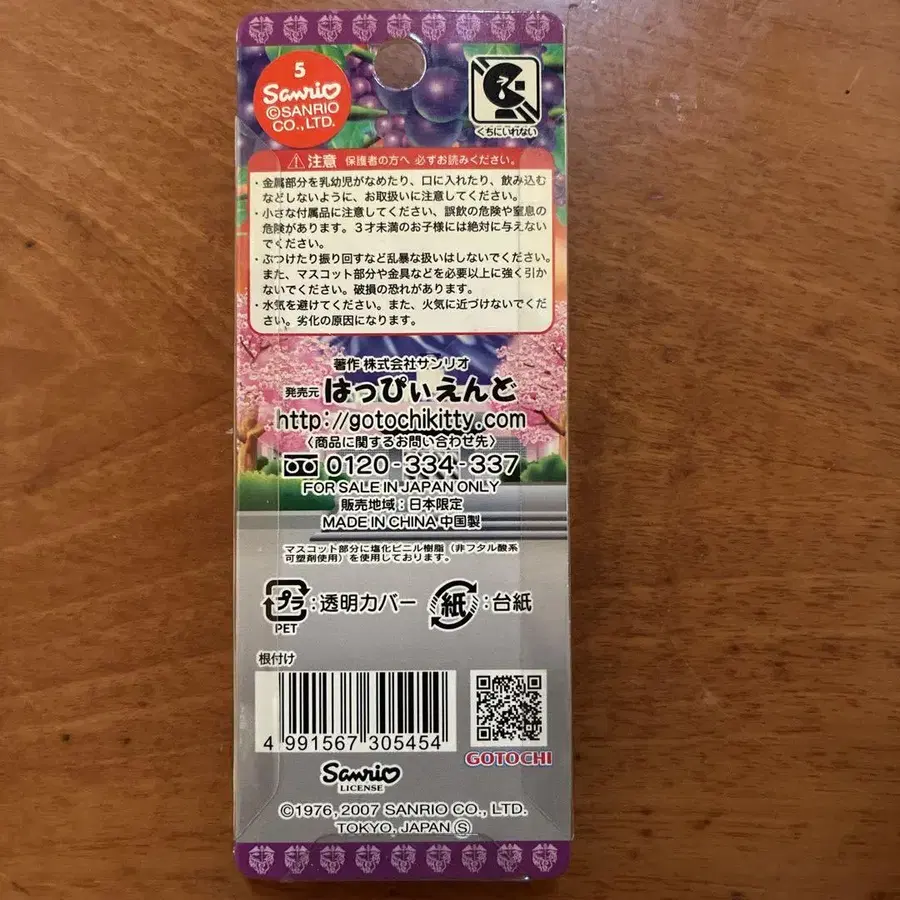 5
Sanrio
©SANRIO
CO.,LTD.
くちにいれない
注意 保護者の方へ 必ずお読みください。
・金属部分を乳幼児がなめたり、口に入れたり、飲み込む
などしないように、お取扱いに注意してください。
・小さな付属品に注意してください、誤飲の危険や窒息の
危険があります。３才未満のお子様には絶対に与えない
でください。
・ぶつけたり振り回すなど乱暴な扱いはしないでください。
また、マスコット部分や金具などを必要以上に強く引か
ないでください。破損の恐れがあります。
・水気を避けてください。また、火気に近づけないでくだ
さい。劣化の原因になります。
著作 株式会社サンリオ
発売元 はっぴぃえんど
http://gotochikitty.com
〈商品に関するお問い合わせ先〉
0120-334-337
FOR SALE IN JAPAN ONLY
販売地域：日本限定
MADE IN CHINA 中国製
マスコット部分に塩化ビニル樹脂（非フタル酸系
可塑剤使用）を使用しております。
プラ：透明カバー 紙：台紙
PET
根付け
4 991567 305454
GOTOCHI
Sanrio
LICENSE
©1976, 2007 SANRIO CO., LTD.
TOKYO, JAPAN Ⓢ